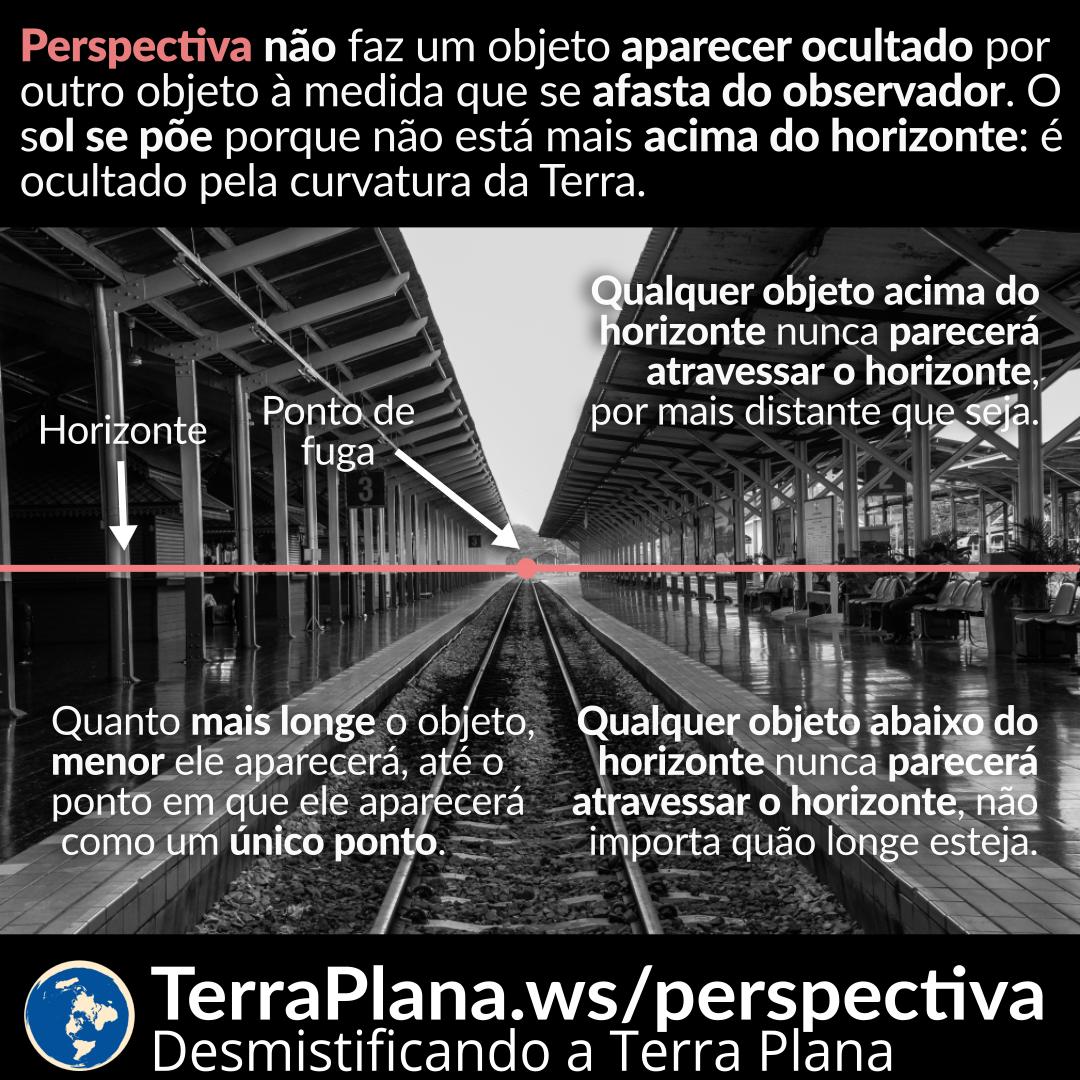 Perspectiva não faz um objeto aparecer ocultado por
outro objeto à medida que se afasta do observador. O
sol se põe porque não está mais acima do horizonte: é
ocultado pela curvatura da Terra.
Qualquer objeto acima do
horizonte nunca parecerá
atravessar o horizonte,
por mais distante que seja.
Horizonte
Ponto de
fuga
3
Quanto mais longe o objeto,
menor ele aparecerá, até o
ponto em que ele aparecerá
como um único ponto.
Qualquer objeto abaixo do
horizonte nunca parecerá
atravessar o horizonte, não
importa quão longe esteja.
TerraPlana.ws/perspectiva
Desmistificando a Terra Plana